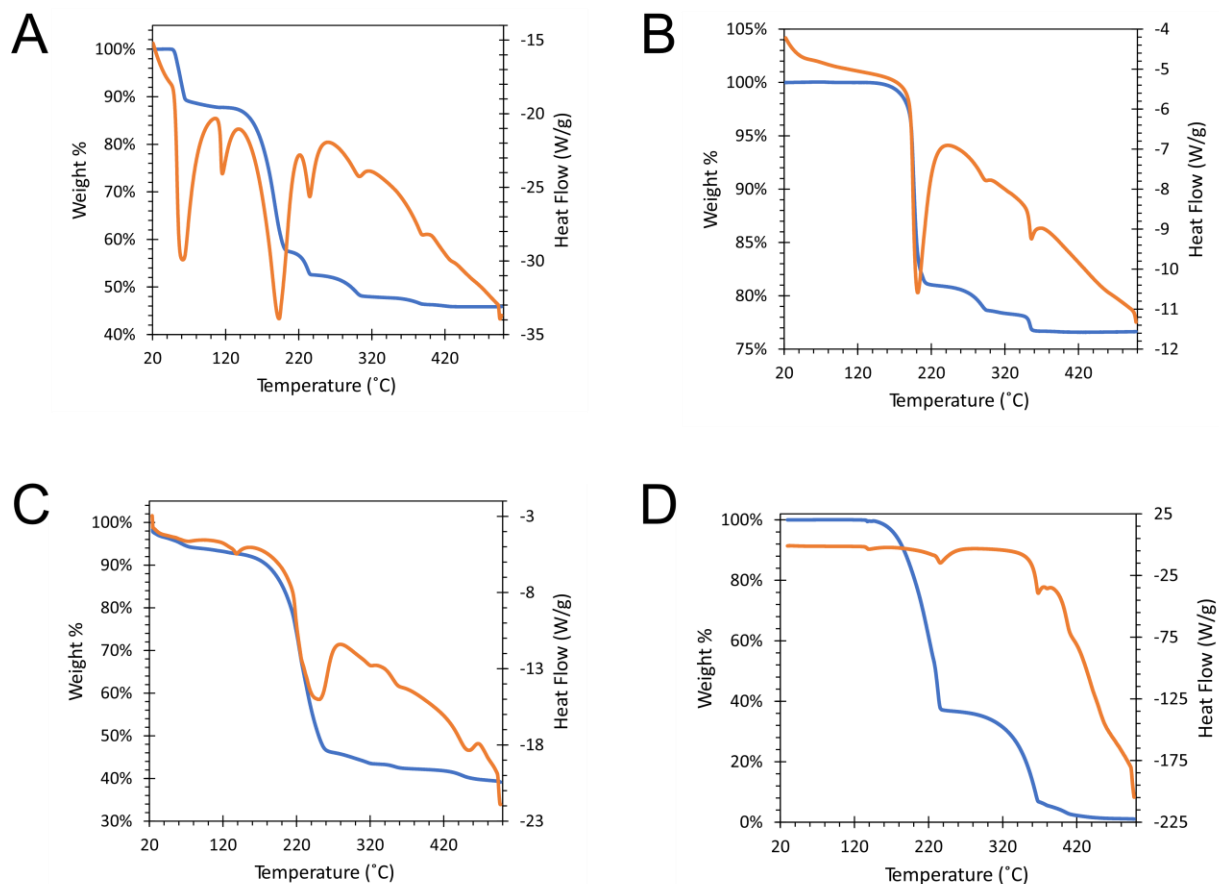 A
100%
90%
80%
70%
60%
50%
40%
Weight %
-15
-20
-25
-30
-35
Heat Flow (W/g)
20 120 220 320 420
Temperature (˚C)
B
105%
100%
95%
90%
85%
80%
75%
Weight %
-4
-5
-6
-7
-8
-9
-10
-11
-12
Heat Flow (W/g)
20 120 220 320 420
Temperature (˚C)
C
100%
90%
80%
70%
60%
50%
40%
30%
Weight %
-3
-8
-13
-18
-23
Heat Flow (W/g)
20 120 220 320 420
Temperature (˚C)
D
100%
80%
60%
40%
20%
0%
Weight %
25
-25
-75
-125
-175
-225
Heat Flow (W/g)
20 120 220 320 420
Temperature (˚C)